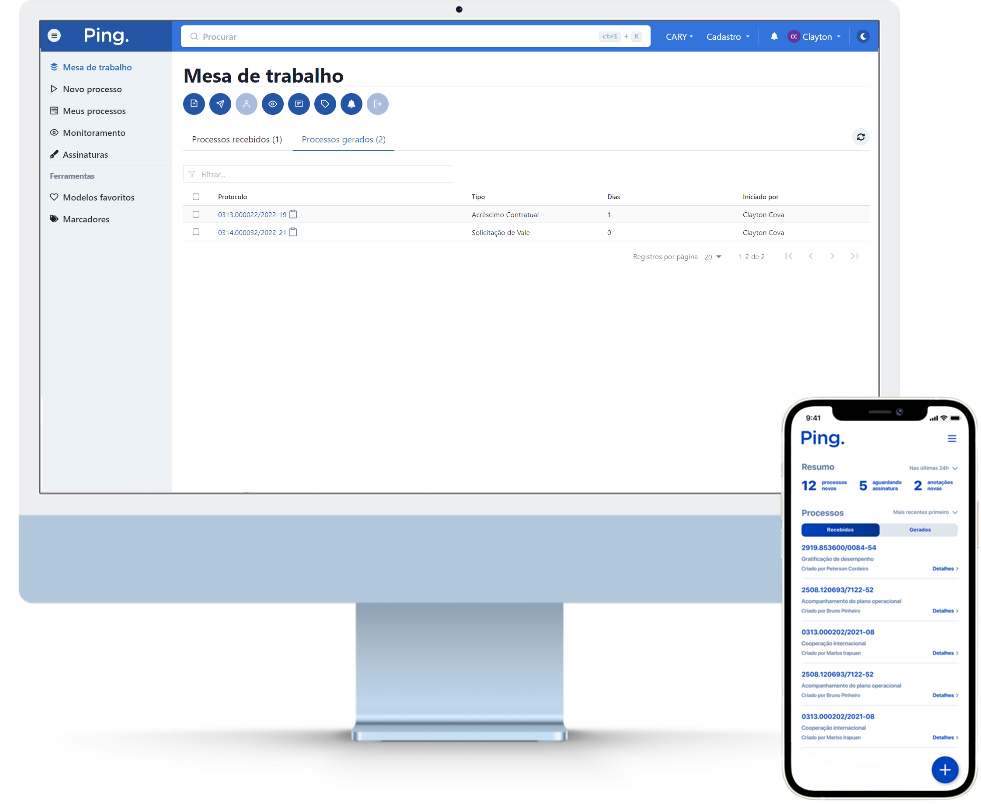 Ping.
Procurar
ctrl + K
CARY
Cadastro
CC
Clayton
Mesa de trabalho
Novo processo
Meus processos
Monitoramento
Assinaturas
Ferramentas
Modelos favoritos
Marcadores
Mesa de trabalho
Processos recebidos (1)
Processos gerados (2)
Filtrar...
Protocolo Tipo Dias Iniciado por
0313.000022/2022-19 Acréscimo Contratual 1 Clayton Cova
0314.000032/2022-21 Solicitação de Vale 0 Clayton Cova
Registros por página 20 1-2 de 2
9:41
Ping.
Resumo Nas últimas 24h
12 processos novos
5 aguardando assinatura
2 anotações novas
Processos Mais recentes primeiro
Recebidos Gerados
2919.853600/0084-54
Gratificação de desempenho
Criado por Peterson Cordeiro Detalhes >
2508.120693/7122-52
Acompanhamento do plano operacional
Criado por Bruno Pinheiro Detalhes >
0313.000202/2021-08
Cooperação internacional
Criado por Marlos Irapuan Detalhes >
2508.120693/7122-52
Acompanhamento do plano operacional
Criado por Bruno Pinheiro Detalhes >
0313.000202/2021-08
Cooperação internacional
Criado por Marlos Irapuan Detalhes >
+